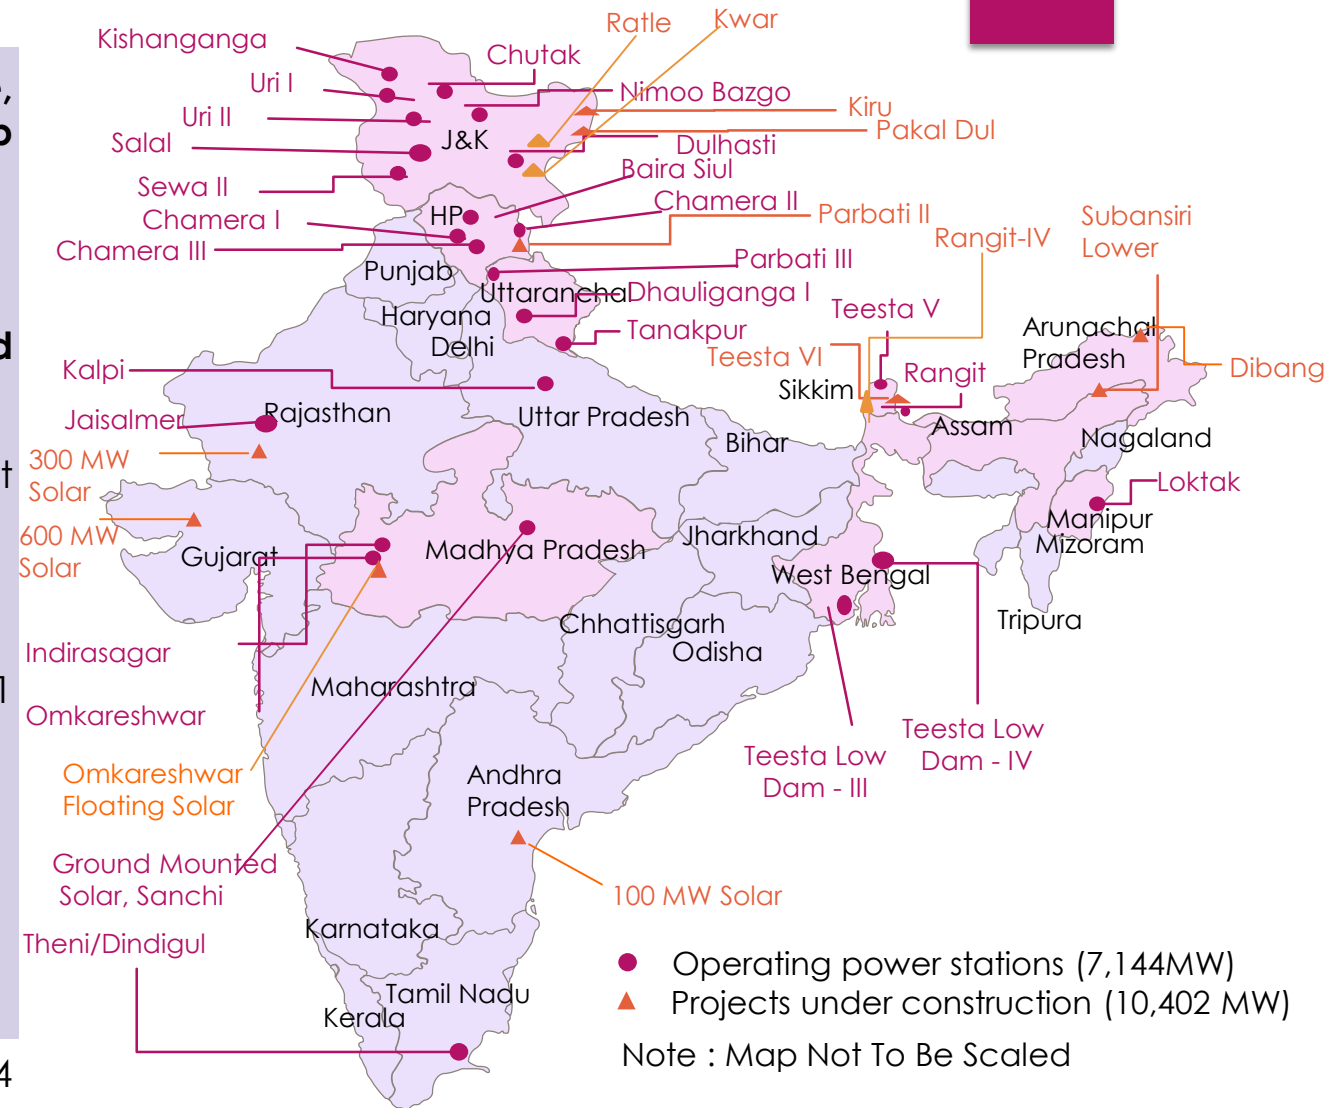 Ratle
Kwar
Kishanganga
Chutak
Uri I
Nimoo Bazgo
Kiru
Uri II
Pakal Dul
Salal
J&K
Dulhasti
Baira Siul
Sewa II
Chamera II
Chamera I
HP
Parbati II
Subansiri
Lower
Rangit-IV
Chamera III
Parbati III
Punjab
Uttaranchal
Dhauliganga I
Teesta V
Haryana
Tanakpur
Arunachal
Pradesh
Delhi
Teesta VI
Dibang
Kalpi
Sikkim
Rangit
Jaisalmer
Rajasthan
Uttar Pradesh
Assam
Bihar
Nagaland
300 MW
Solar
Loktak
600 MW
Solar
Manipur
Mizoram
Gujarat
Madhya Pradesh
Jharkhand
West Bengal
Chhattisgarh
Odisha
Tripura
Indirasagar
Maharashtra
Omkareshwar
Teesta Low
Dam - IV
Teesta Low
Dam - III
Omkareshwar
Floating Solar
Andhra
Pradesh
Ground Mounted
Solar, Sanchi
100 MW Solar
Karnataka
Theni/Dindigul
Operating power stations (7,144MW)
Tamil Nadu
Projects under construction (10,402 MW)
Kerala
Note : Map Not To Be Scaled
4